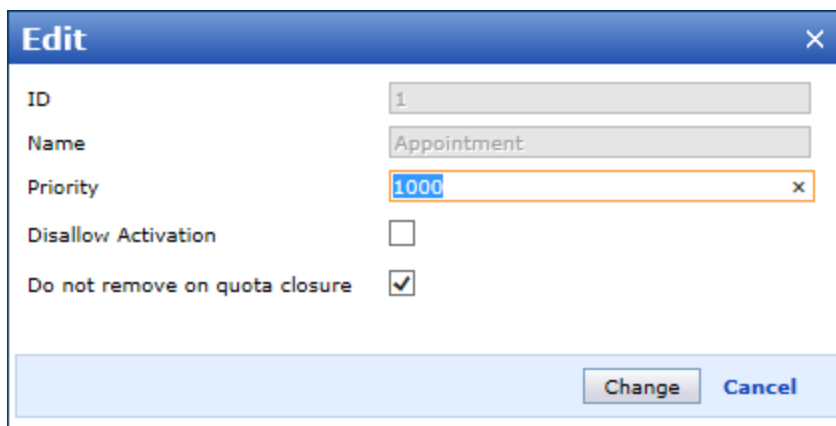 Edit
ID 1
Name Appointment
Priority 1000
Disallow Activation
Do not remove on quota closure
Change Cancel